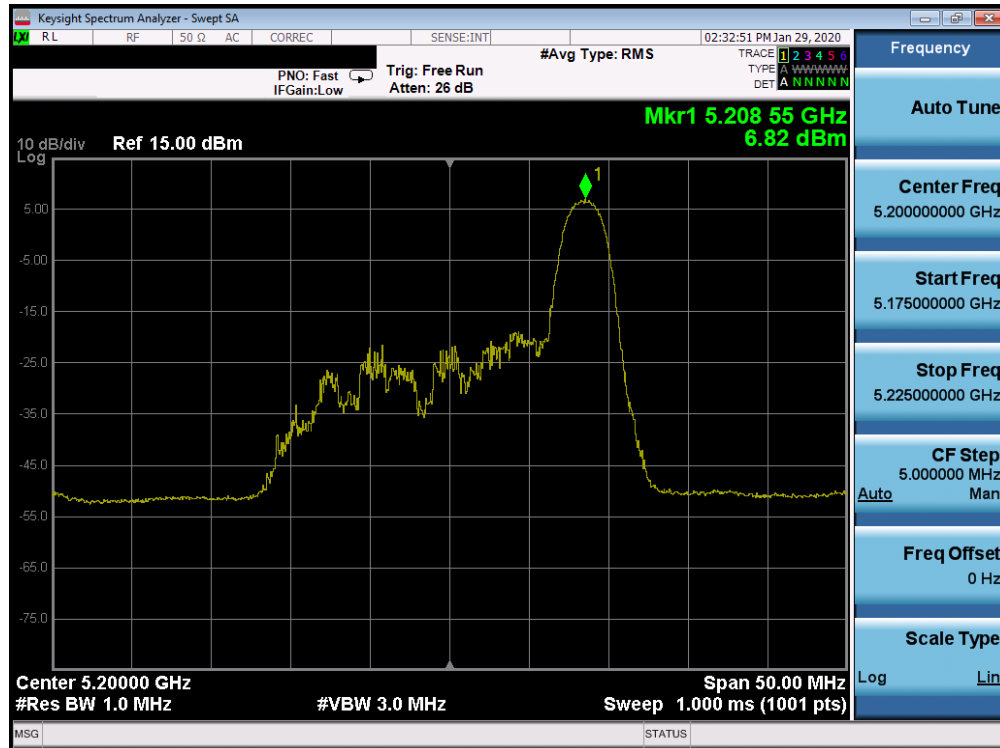 Keysight Spectrum Analyzer - Swept SA
LXI RL RF 50 Ω AC CORREC SENSE:INT 02:32:51 PM Jan 29, 2020
PNO: Fast
IFGain:Low
Trig: Free Run
Atten: 26 dB
#Avg Type: RMS
TRACE 1 2 3 4 5 6
TYPE A WWWWW
DET A N N N N N
Mkr1 5.208 55 GHz
6.82 dBm
10 dB/div Ref 15.00 dBm
Log
1
5.00
-5.00
-15.0
-25.0
-35.0
-45.0
-55.0
-65.0
-75.0
Center 5.20000 GHz Span 50.00 MHz
#Res BW 1.0 MHz #VBW 3.0 MHz Sweep 1.000 ms (1001 pts)
MSG STATUS
Frequency
Auto Tune
Center Freq
5.200000000 GHz
Start Freq
5.175000000 GHz
Stop Freq
5.225000000 GHz
CF Step
5.000000 MHz
Auto Man
Freq Offset
0 Hz
Scale Type
Log Lin